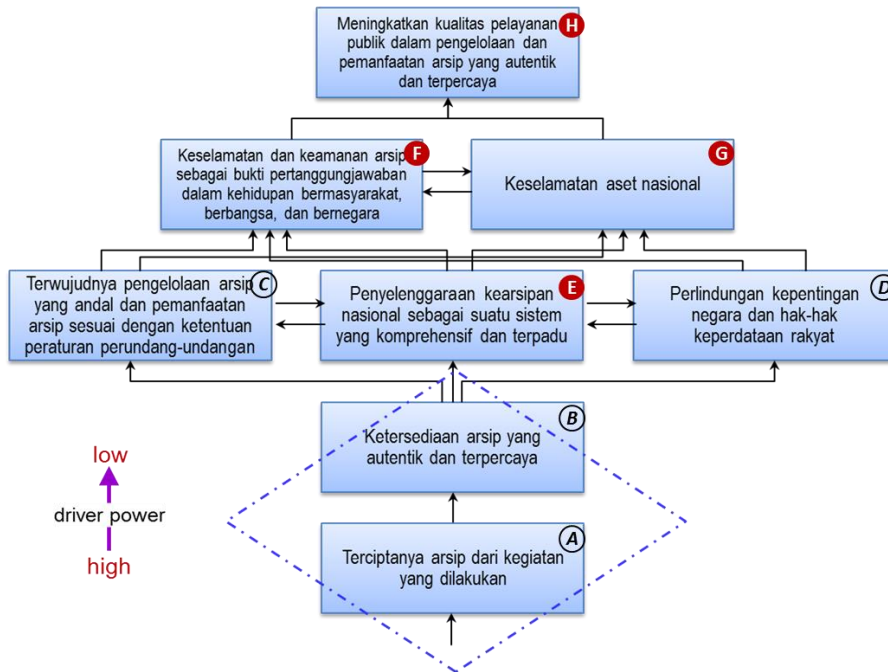 H
Meningkatkan kualitas pelayanan
publik dalam pengelolaan dan
pemanfaatan arsip yang autentik
dan terpercaya
F
Keselamatan dan keamanan arsip
sebagai bukti pertanggungjawaban
dalam kehidupan bermasyarakat,
berbangsa, dan bernegara
G
Keselamatan aset nasional
C
Terwujudnya pengelolaan arsip
yang andal dan pemanfaatan
arsip sesuai dengan ketentuan
peraturan perundang-undangan
E
Penyelenggaraan kearsipan
nasional sebagai suatu sistem
yang komprehensif dan terpadu
D
Perlindungan kepentingan
negara dan hak-hak
keperdataan rakyat
B
Ketersediaan arsip yang
autentik dan terpercaya
low
driver power
high
A
Terciptanya arsip dari kegiatan
yang dilakukan